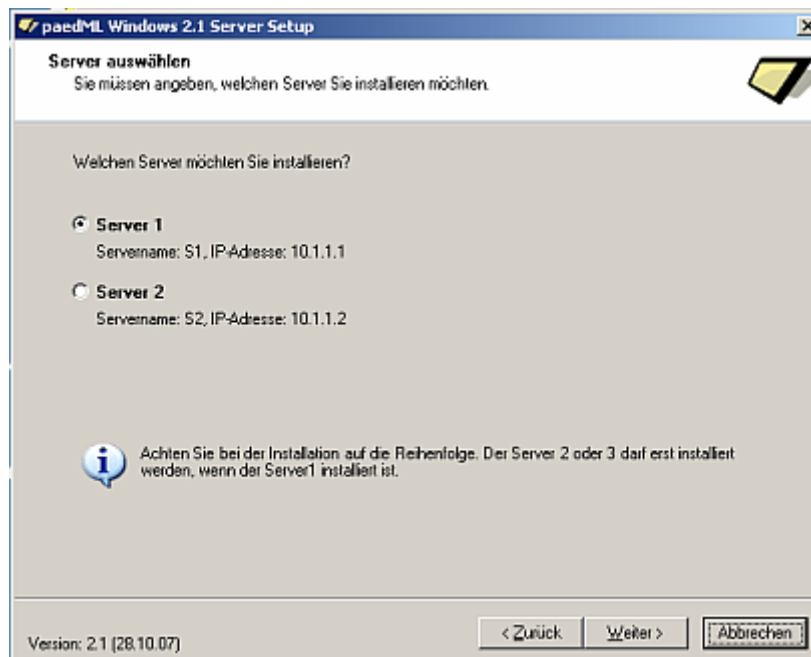 paedML Windows 2.1 Server Setup
Server auswählen
Sie müssen angeben, welchen Server Sie installieren möchten.
Welchen Server möchten Sie installieren?
Server 1
Servername: S1, IP-Adresse: 10.1.1.1
Server 2
Servername: S2, IP-Adresse: 10.1.1.2
Achten Sie bei der Installation auf die Reihenfolge. Der Server 2 oder 3 darf erst installiert
werden, wenn der Server1 installiert ist.
Version: 2.1 (28.10.07)
< Zurück
Weiter >
Abbrechen